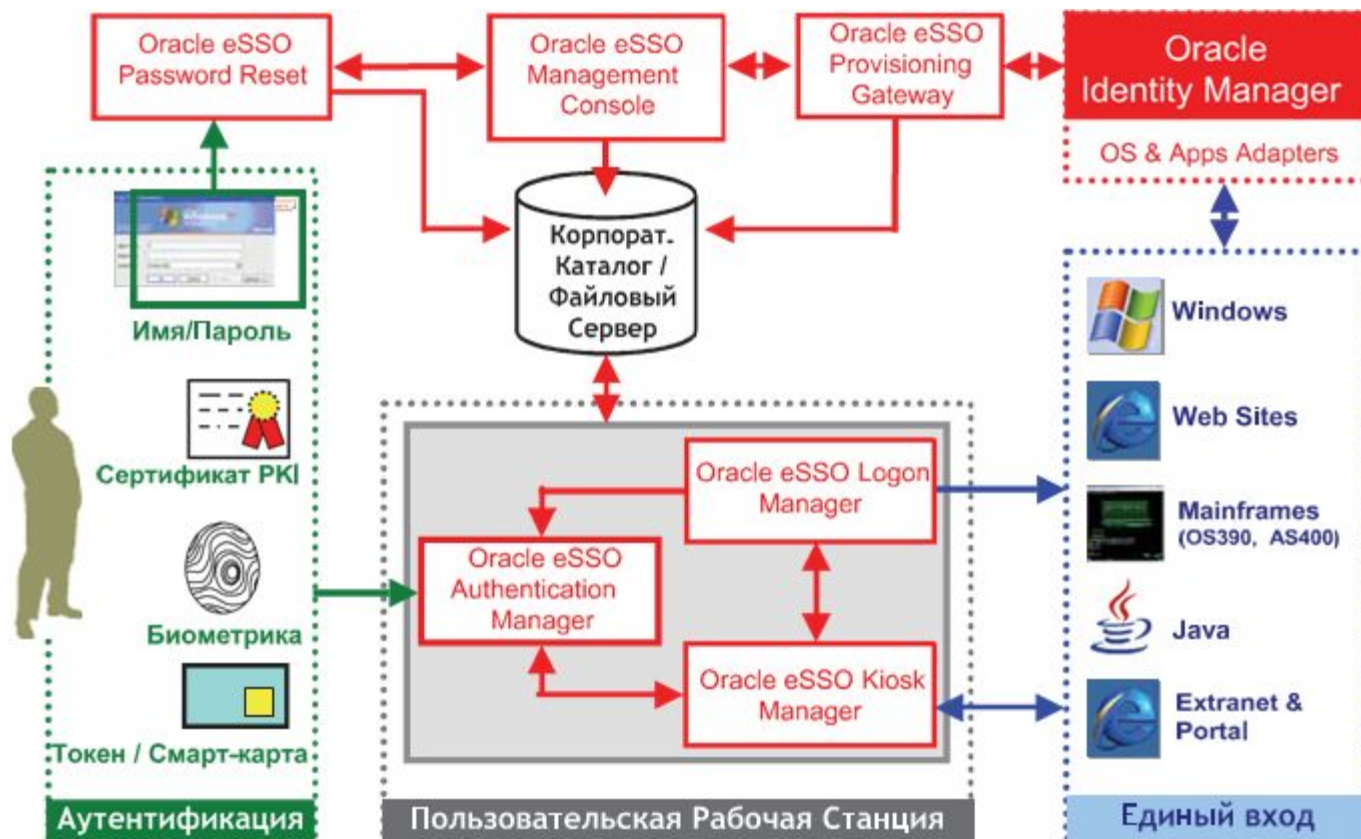 Oracle eSSO
Password Reset
Oracle eSSO
Management
Console
Oracle eSSO
Provisioning
Gateway
Oracle
Identity Manager
OS & Apps Adapters
Корпорат.
Каталог /
Файловый
Сервер
Имя/Пароль
Сертификат PKI
Биометрика
Токен / Смарт-карта
Аутентификация
Oracle eSSO Logon
Manager
Oracle eSSO
Authentication
Manager
Oracle eSSO Kiosk
Manager
Пользовательская Рабочая Станция
Windows
Web Sites
Mainframes
(OS390, AS400)
Java
Extranet &
Portal
Единый вход